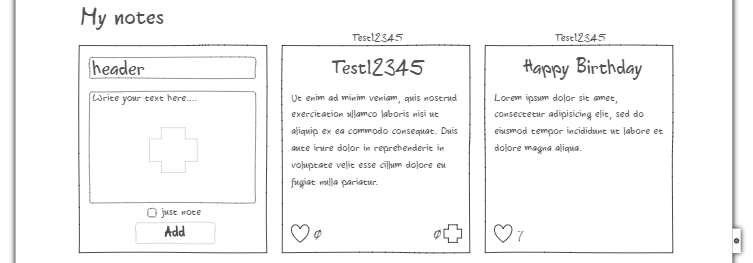 My notes
header
Write your text here....
just note
Add
Test12345
Test12345
Ut enim ad minim veniam, quis nostrud
exercitation ullamco laboris nisi ut
aliquip ex ea commodo consequat. Duis
aute irure dolor in reprehenderit in
voluptate velit esse cillum dolore eu
fugiat nulla pariatur.
0
0
Test12345
Happy Birthday
Lorem ipsum dolor sit amet,
consectetur adipisicing elit, sed do
eiusmod tempor incididunt ut labore et
dolore magna aliqua.
7